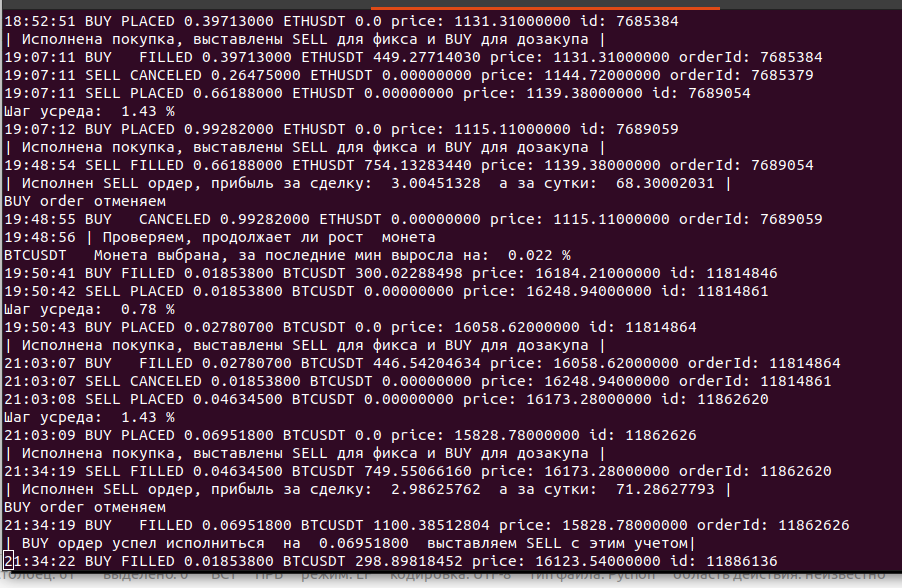 18:52:51 BUY PLACED 0.39713000 ETHUSDT 0.0 price: 1131.31000000 id: 7685384
| Исполнена покупка, выставлены SELL для фикса и BUY для дозакупа |
19:07:11 BUY   FILLED 0.39713000 ETHUSDT 449.27714030 price: 1131.31000000 orderId: 7685384
19:07:11 SELL CANCELED 0.26475000 ETHUSDT 0.00000000 price: 1144.72000000 orderId: 7685379
19:07:11 SELL PLACED 0.66188000 ETHUSDT 0.00000000 price: 1139.38000000 id: 7689054
Шаг усреда:  1.43 %
19:07:12 BUY PLACED 0.99282000 ETHUSDT 0.0 price: 1115.11000000 id: 7689059
| Исполнена покупка, выставлены SELL для фикса и BUY для дозакупа |
19:48:54 SELL FILLED 0.66188000 ETHUSDT 754.13283440 price: 1139.38000000 orderId: 7689054
| Исполнен SELL ордер, прибыль за сделку:  3.00451328  а за сутки:  68.30002031 |
BUY order отменяем
19:48:55 BUY   CANCELED 0.99282000 ETHUSDT 0.00000000 price: 1115.11000000 orderId: 7689059
19:48:56 | Проверяем, продолжает ли рост  монета
BTCUSDT   Монета выбрана, за последние мин выросла на:  0.022 %
19:50:41 BUY FILLED 0.01853800 BTCUSDT 300.02288498 price: 16184.21000000 id: 11814846
19:50:42 SELL PLACED 0.01853800 BTCUSDT 0.00000000 price: 16248.94000000 id: 11814861
Шаг усреда:  0.78 %
19:50:43 BUY PLACED 0.02780700 BTCUSDT 0.0 price: 16058.62000000 id: 11814864
| Исполнена покупка, выставлены SELL для фикса и BUY для дозакупа |
21:03:07 BUY   FILLED 0.02780700 BTCUSDT 446.54204634 price: 16058.62000000 orderId: 11814864
21:03:07 SELL CANCELED 0.01853800 BTCUSDT 0.00000000 price: 16248.94000000 orderId: 11814861
21:03:08 SELL PLACED 0.04634500 BTCUSDT 0.00000000 price: 16173.28000000 id: 11862620
Шаг усреда:  1.43 %
21:03:09 BUY PLACED 0.06951800 BTCUSDT 0.0 price: 15828.78000000 id: 11862626
| Исполнена покупка, выставлены SELL для фикса и BUY для дозакупа |
21:34:19 SELL FILLED 0.04634500 BTCUSDT 749.55066160 price: 16173.28000000 orderId: 11862620
| Исполнен SELL ордер, прибыль за сделку:  2.98625762  а за сутки:  71.28627793 |
BUY order отменяем
21:34:19 BUY   FILLED 0.06951800 BTCUSDT 1100.38512804 price: 15828.78000000 orderId: 11862626
| BUY ордер успел исполниться  на  0.06951800  выставляем SELL с этим учетом|
21:34:22 BUY FILLED 0.01853800 BTCUSDT 298.89818452 price: 16123.54000000 id: 11886136